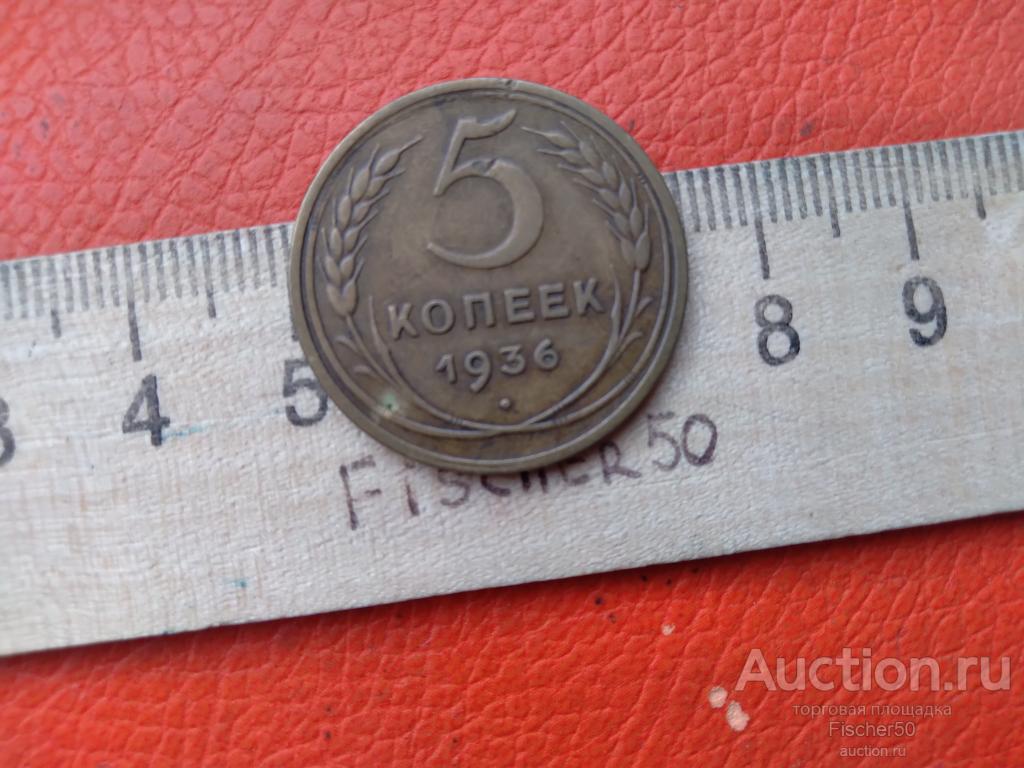 5
КОПЕЕК
1936
3 4 5 8 9
Fischer50
Auction.ru
торговая площадка
Fischer50
auction.ru